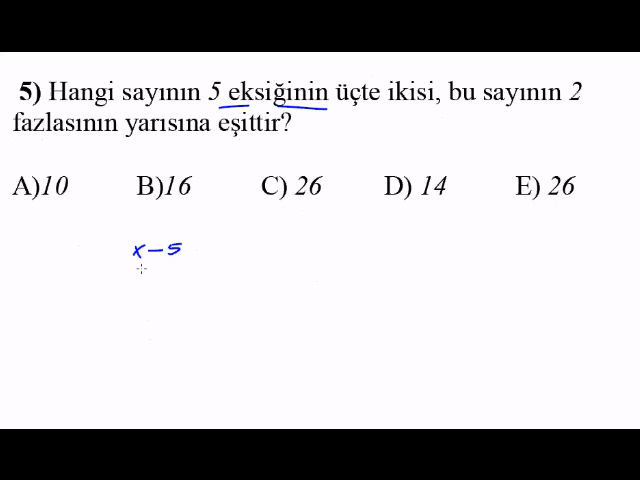 5) Hangi sayının 5 eksiğinin üçte ikisi, bu sayının 2
fazlasının yarısına eşittir?
A)10 B)16 C) 26 D) 14 E) 26
x-5